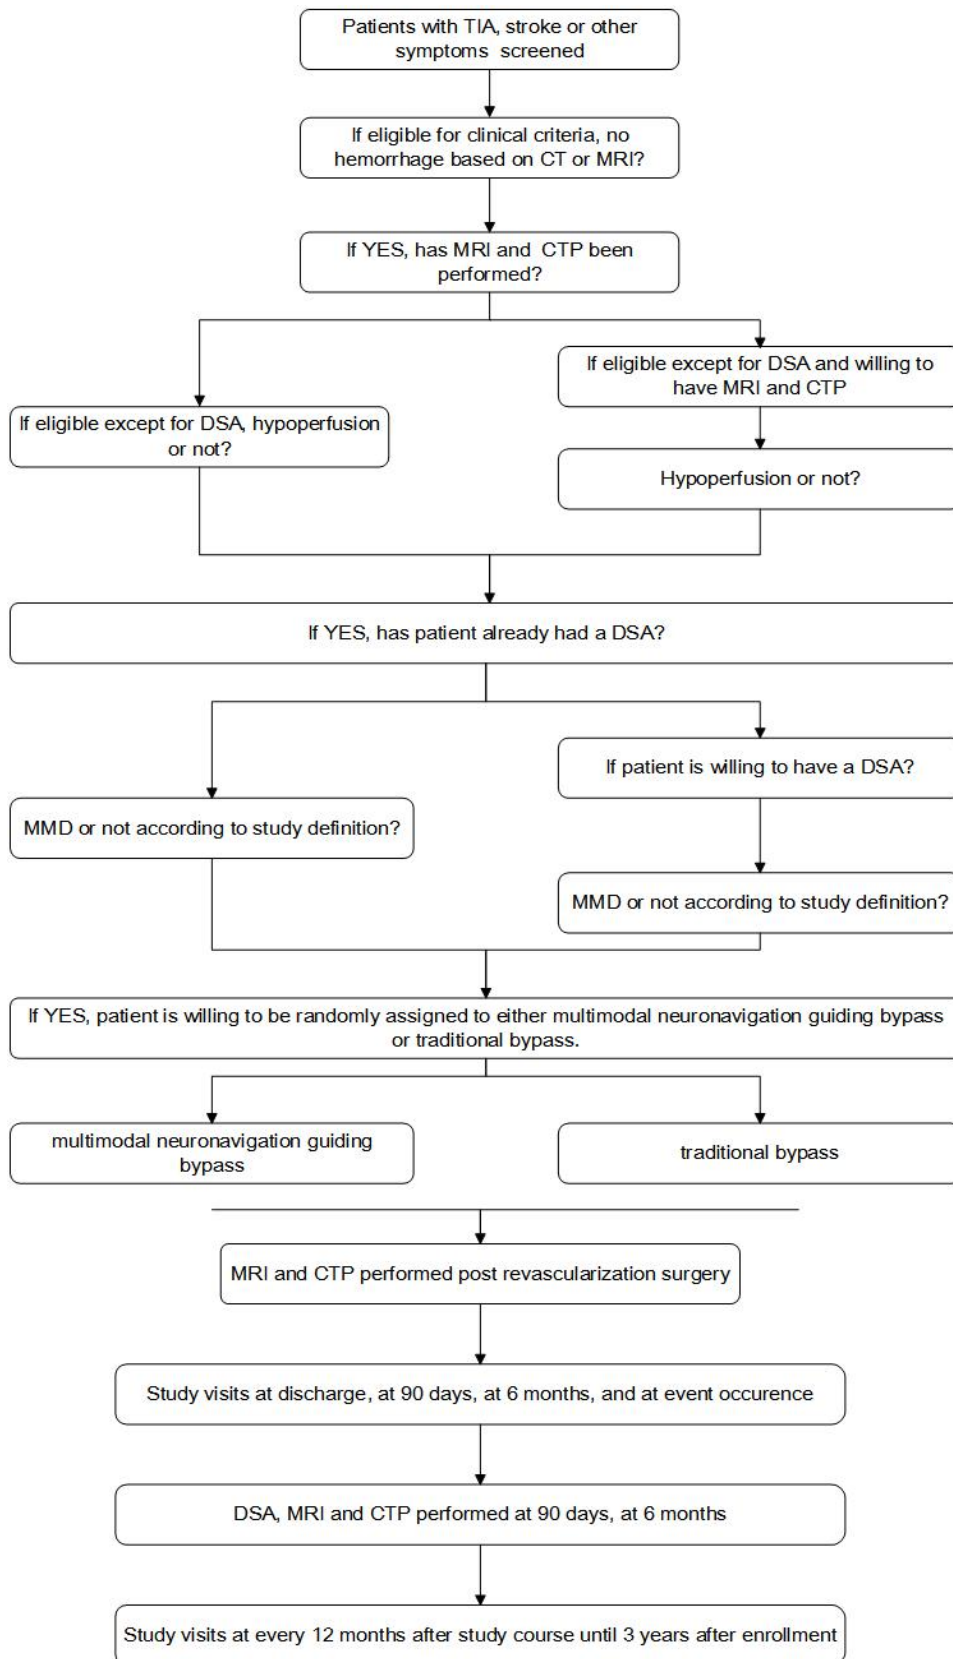 Patients with TIA, stroke or other
symptoms screened
If eligible for clinical criteria, no
hemorrhage based on CT or MRI?
If YES, has MRI and CTP been
performed?
If eligible except for DSA and willing to
have MRI and CTP
If eligible except for DSA, hypoperfusion
or not?
Hypoperfusion or not?
If YES, has patient already had a DSA?
If patient is willing to have a DSA?
MMD or not according to study definition?
MMD or not according to study definition?
If YES, patient is willing to be randomly assigned to either multimodal neuronavigation guiding bypass
or traditional bypass.
multimodal neuronavigation guiding
bypass
traditional bypass
MRI and CTP performed post revascularization surgery
Study visits at discharge, at 90 days, at 6 months, and at event occurence
DSA, MRI and CTP performed at 90 days, at 6 months
Study visits at every 12 months after study course until 3 years after enrollment